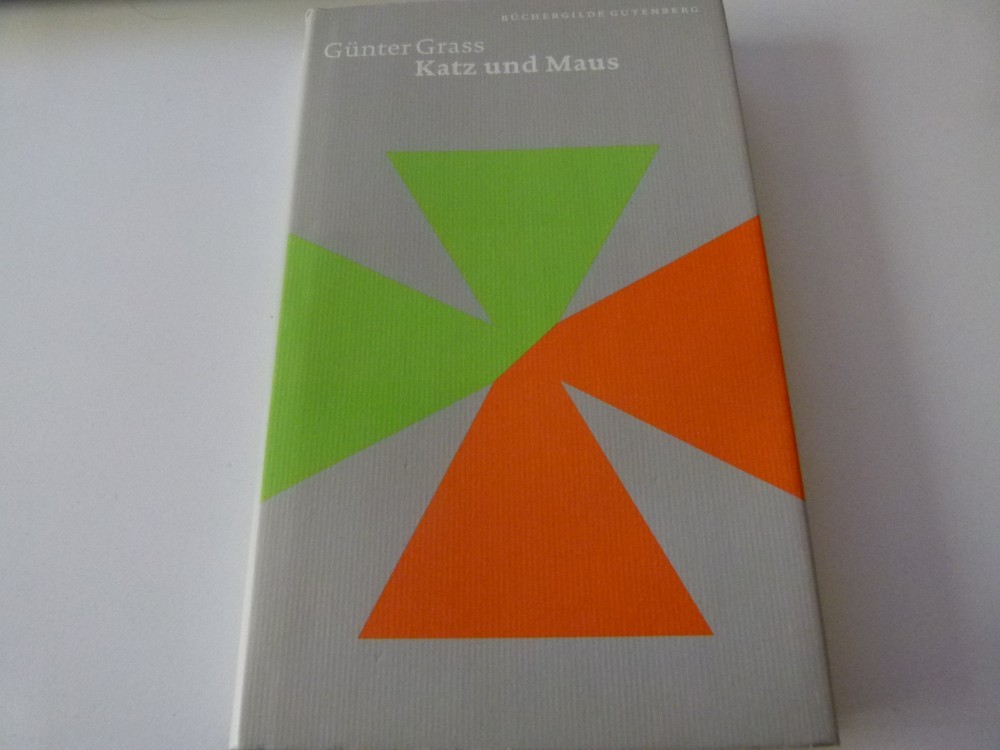 BÜCHERGILDE GUTENBERG
Günter Grass
Katz und Maus